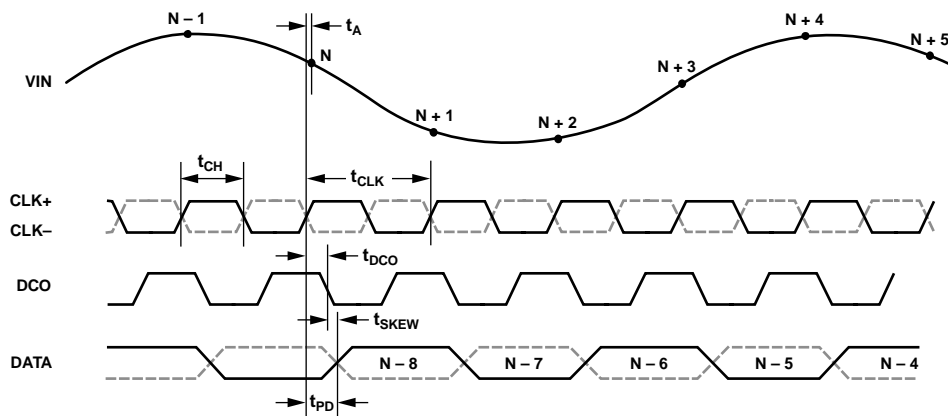 N – 1
t_A
N + 4
N + 5
N
N + 3
VIN
N + 1
N + 2
t_CH
t_CLK
CLK+
CLK–
t_DCO
DCO
t_SKEW
DATA
N – 8
N – 7
N – 6
N – 5
N – 4
t_PD